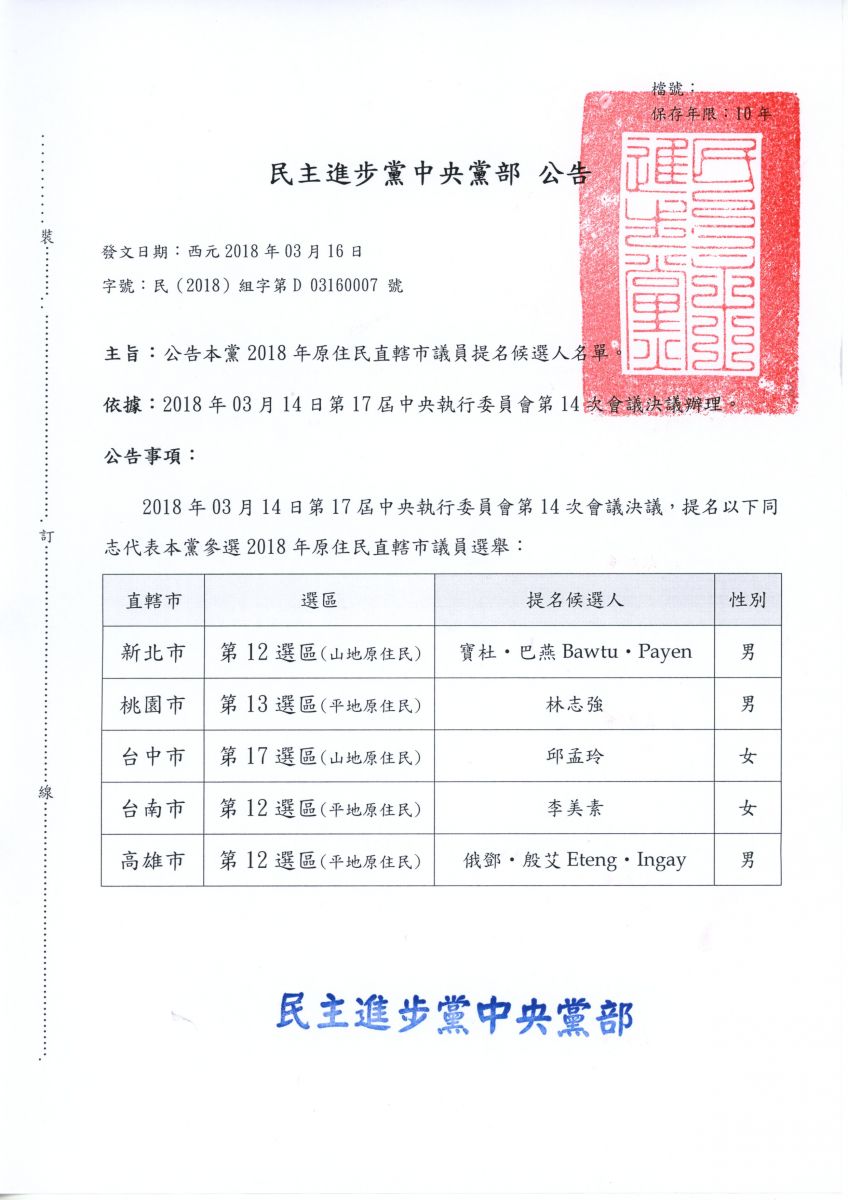 檔號：
保存年限：10 年
民主進步黨中央黨部 公告
發文日期：西元 2018 年 03 月 16 日
字號：民（2018）組字第 D 03160007 號
主旨：公告本黨 2018 年原住民直轄市議員提名候選人名單。
依據：2018 年 03 月 14 日第 17 屆中央執行委員會第 14 次會議決議辦理。
公告事項：
2018 年 03 月 14 日第 17 屆中央執行委員會第 14 次會議決議，提名以下同
志代表本黨參選 2018 年原住民直轄市議員選舉：
直轄市 選區 提名候選人 性別
新北市 第 12 選區(山地原住民) 寶杜・巴燕 Bawtu・Payen 男
桃園市 第 13 選區(平地原住民) 林志強 男
台中市 第 17 選區(山地原住民) 邱孟玲 女
台南市 第 12 選區(平地原住民) 李美素 女
高雄市 第 12 選區(平地原住民) 俄鄧・殷艾 Eteng・Ingay 男
民主進步黨中央黨部
裝
訂
線